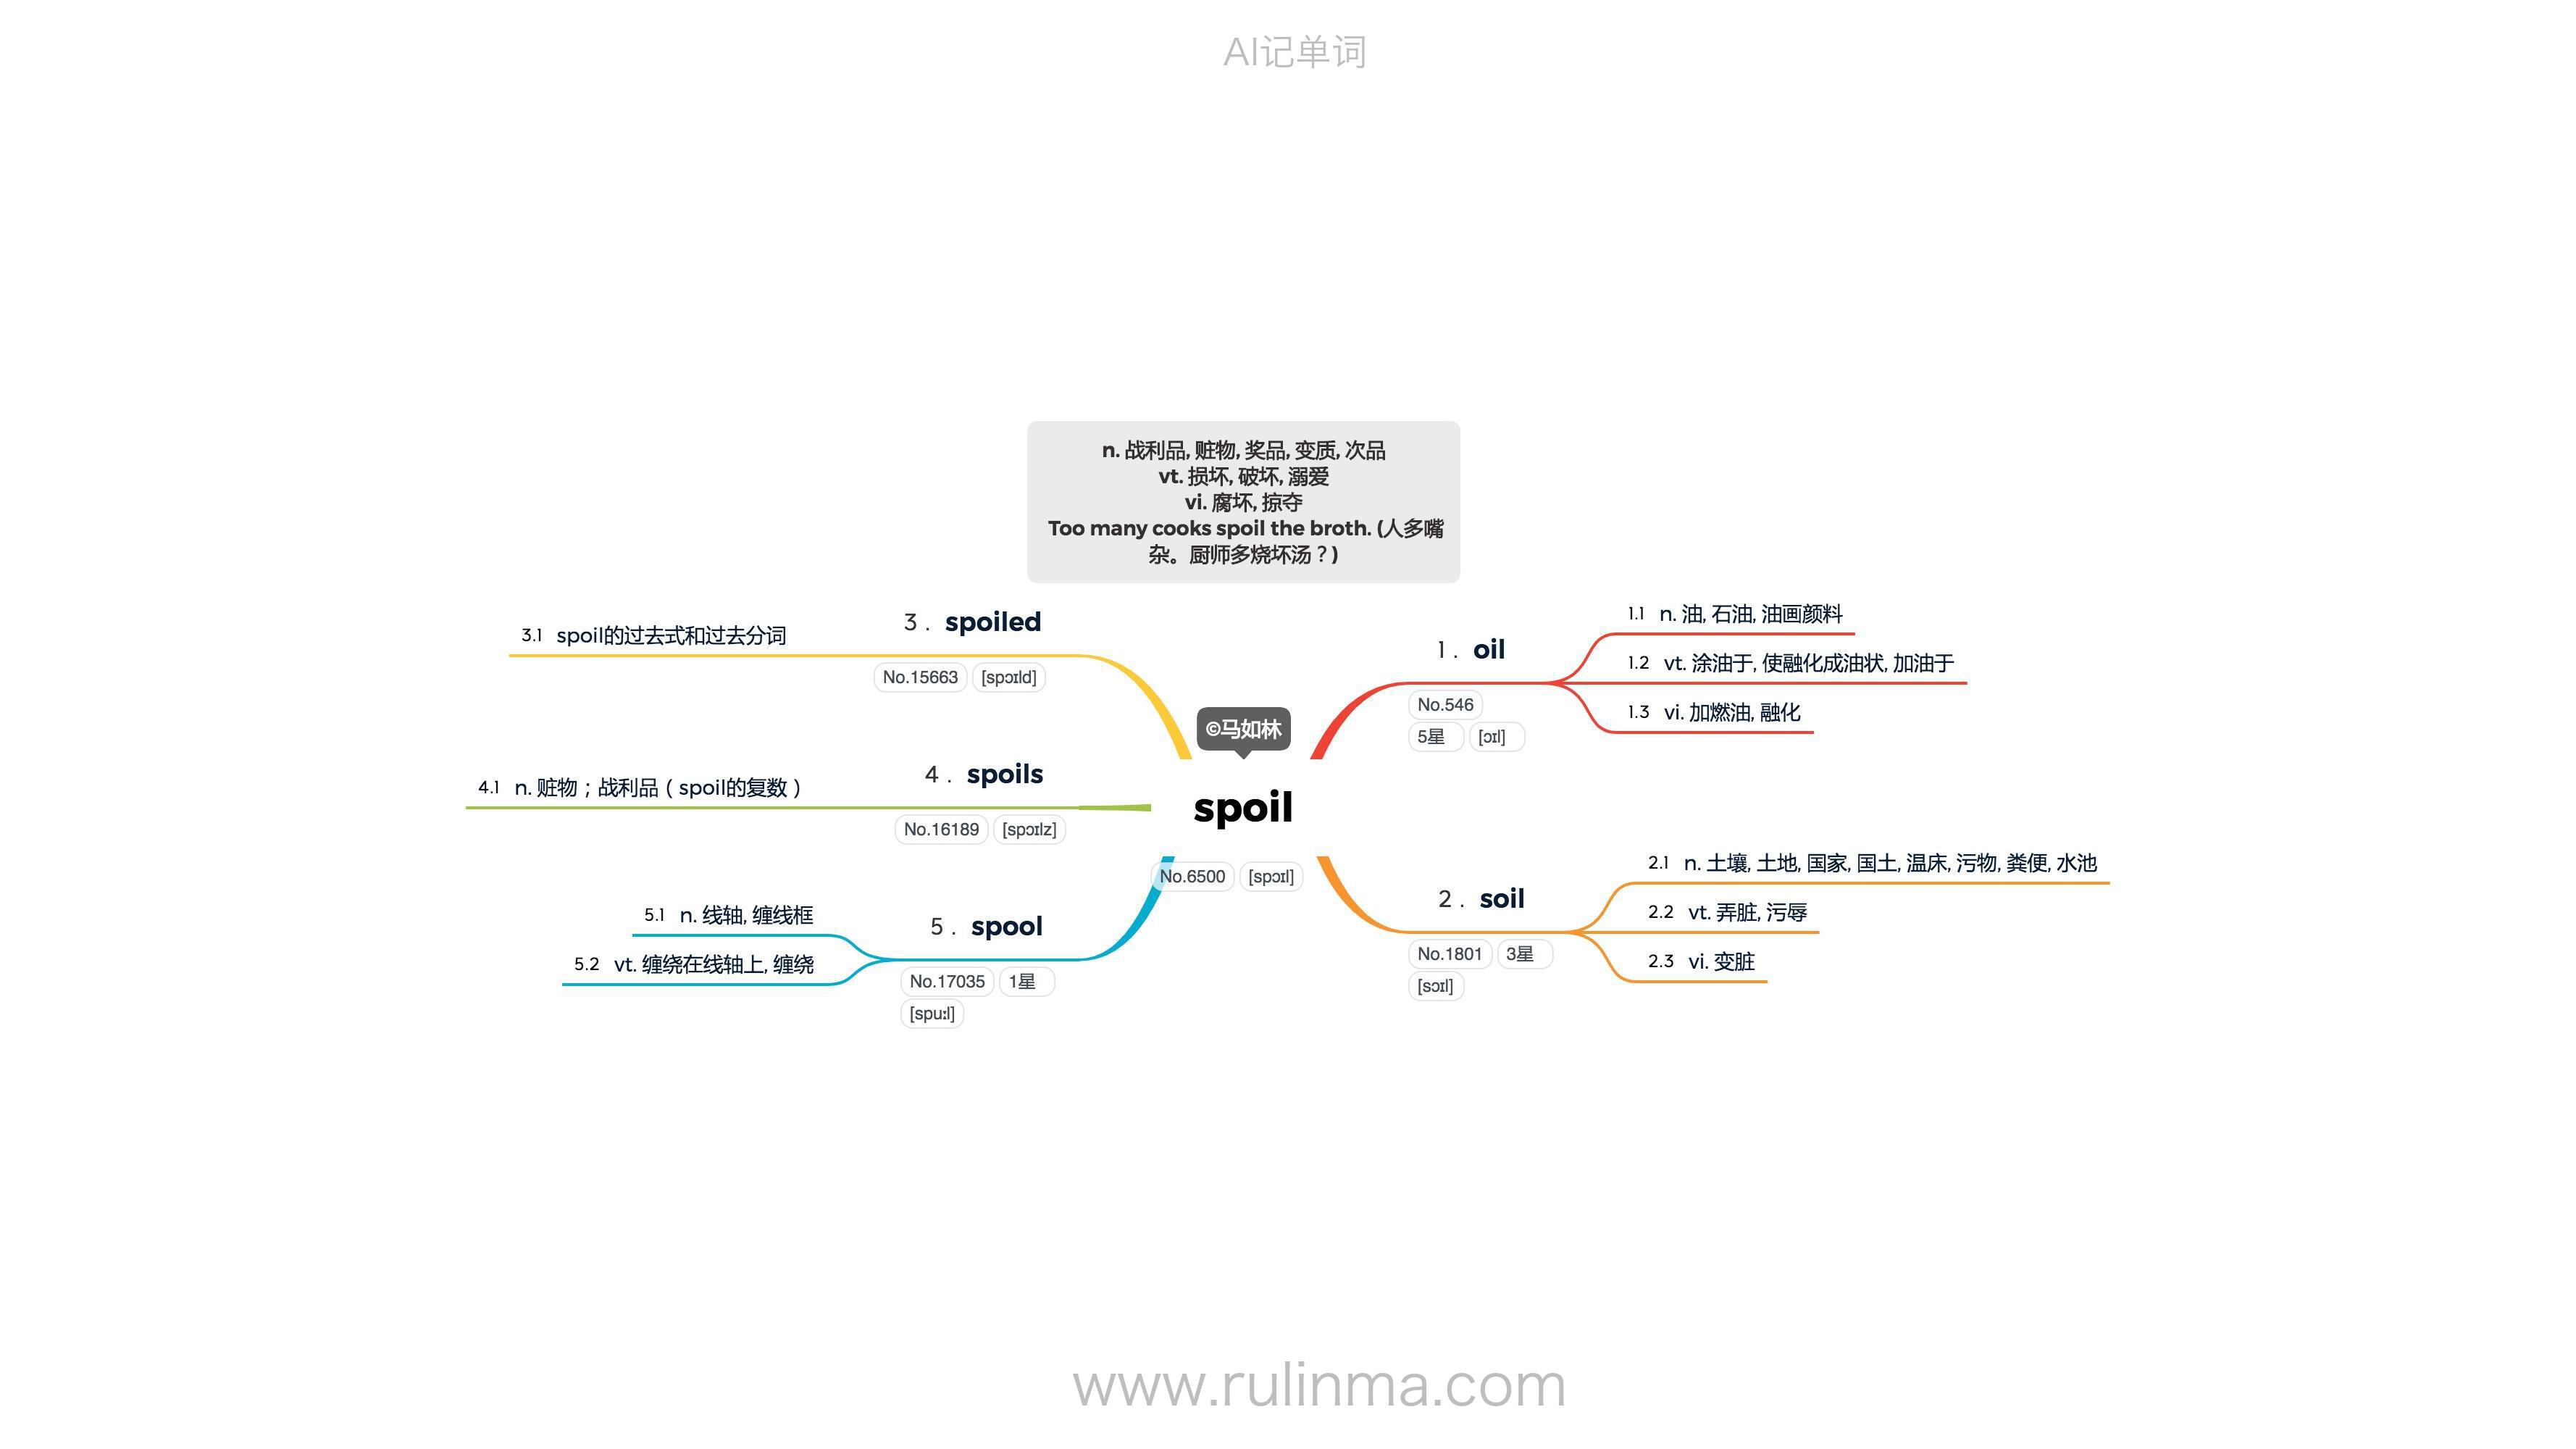 AI记单词
n. 战利品, 赃物, 奖品, 变质, 次品
vt. 损坏, 破坏, 溺爱
vi. 腐坏, 掠夺
Too many cooks spoil the broth. (人多嘴
杂。厨师多烧坏汤？)
©马如林
spoil
No.6500 [spɔɪl]
1. oil
No.546
5星 [ɔɪl]
1.1 n. 油, 石油, 油画颜料
1.2 vt. 涂油于, 使融化成油状, 加油于
1.3 vi. 加燃油, 融化
2. soil
No.1801 3星
[sɔɪl]
2.1 n. 土壤, 土地, 国家, 国土, 温床, 污物, 粪便, 水池
2.2 vt. 弄脏, 污辱
2.3 vi. 变脏
3. spoiled
No.15663 [spɔɪld]
3.1 spoil的过去式和过去分词
4. spoils
No.16189 [spɔɪlz]
4.1 n. 赃物；战利品（spoil的复数）
5. spool
No.17035 1星
[spuːl]
5.1 n. 线轴, 缠线框
5.2 vt. 缠绕在线轴上, 缠绕
www.rulinma.com